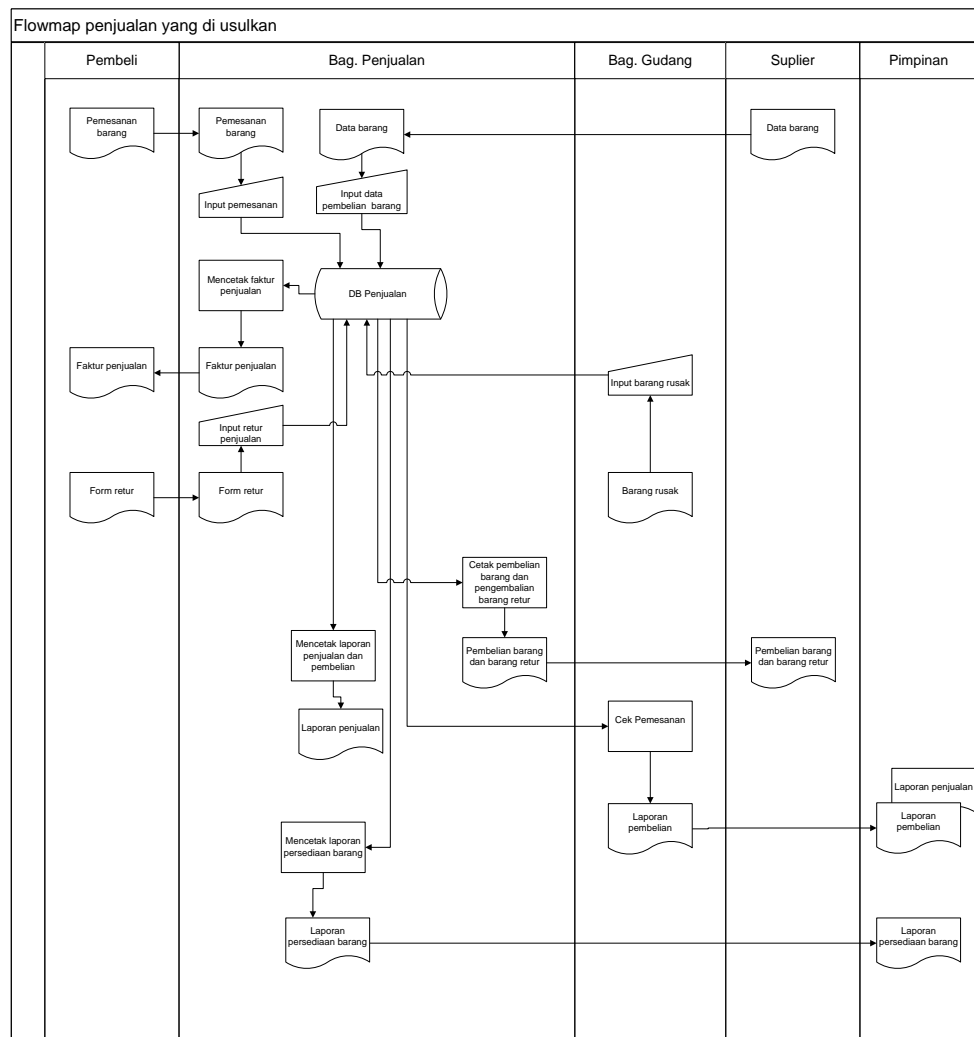 Flowmap penjualan yang di usulkan
Pembeli
Bag. Penjualan
Bag. Gudang
Suplier
Pimpinan
Pemesanan
barang
Pemesanan
barang
Data barang
Data barang
Input pemesanan
Input data
pembelian barang
Mencetak faktur
penjualan
DB Penjualan
Faktur penjualan
Faktur penjualan
Input barang rusak
Input retur
penjualan
Form retur
Form retur
Barang rusak
Cetak pembelian
barang dan
pengembalian
barang retur
Mencetak laporan
penjualan dan
pembelian
Pembelian barang
dan barang retur
Pembelian barang
dan barang retur
Laporan penjualan
Cek Pemesanan
Laporan penjualan
Laporan
pembelian
Laporan
pembelian
Mencetak laporan
persediaan barang
Laporan
persediaan barang
Laporan
persediaan barang